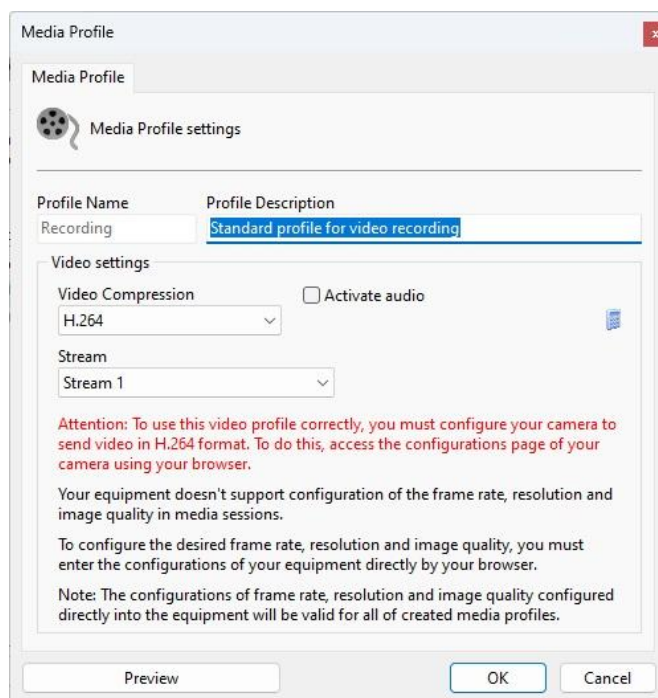 Media Profile
Media Profile
Media Profile settings
Profile Name
Profile Description
Recording
Standard profile for video recording
Video settings
Video Compression
Activate audio
H.264
Stream
Stream 1
Attention: To use this video profile correctly, you must configure your camera to
send video in H.264 format. To do this, access the configurations page of your
camera using your browser.
Your equipment doesn't support configuration of the frame rate, resolution and
image quality in media sessions.
To configure the desired frame rate, resolution and image quality, you must
enter the configurations of your equipment directly by your browser.
Note: The configurations of frame rate, resolution and image quality configured
directly into the equipment will be valid for all of created media profiles.
Preview
OK
Cancel